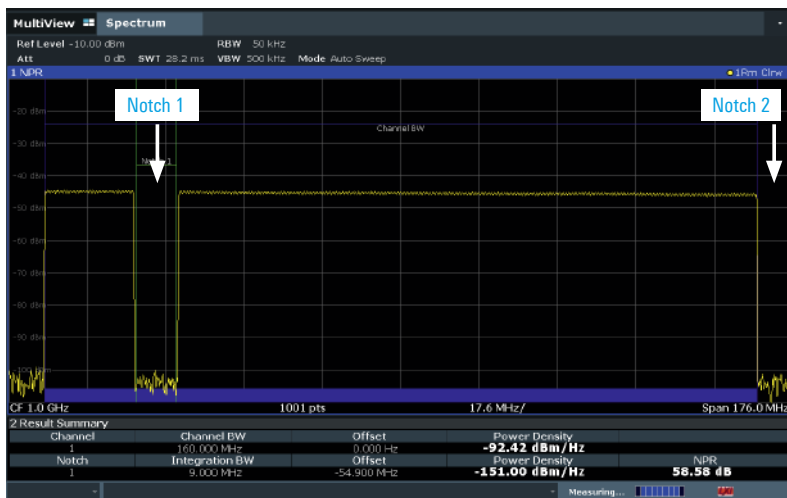 MultiView Spectrum
Ref Level -10.00 dBm RBW 50 kHz
Att 0 dB SWT 28.2 ms VBW 500 kHz Mode Auto Sweep
1 NPR 1Rm Clrw
Notch 1
Notch 2
-20 dBm
Channel BW
-30 dBm
Notch 1
-40 dBm
-50 dBm
-60 dBm
-70 dBm
-80 dBm
-90 dBm
-100 dBm
CF 1.0 GHz 1001 pts 17.6 MHz/ Span 176.0 MHz
2 Result Summary
Channel Channel BW Offset Power Density
1 160.000 MHz 0.000 Hz -92.42 dBm/Hz
Notch Integration BW Offset Power Density NPR
1 9.000 MHz -54.900 MHz -151.00 dBm/Hz 58.58 dB
Measuring...